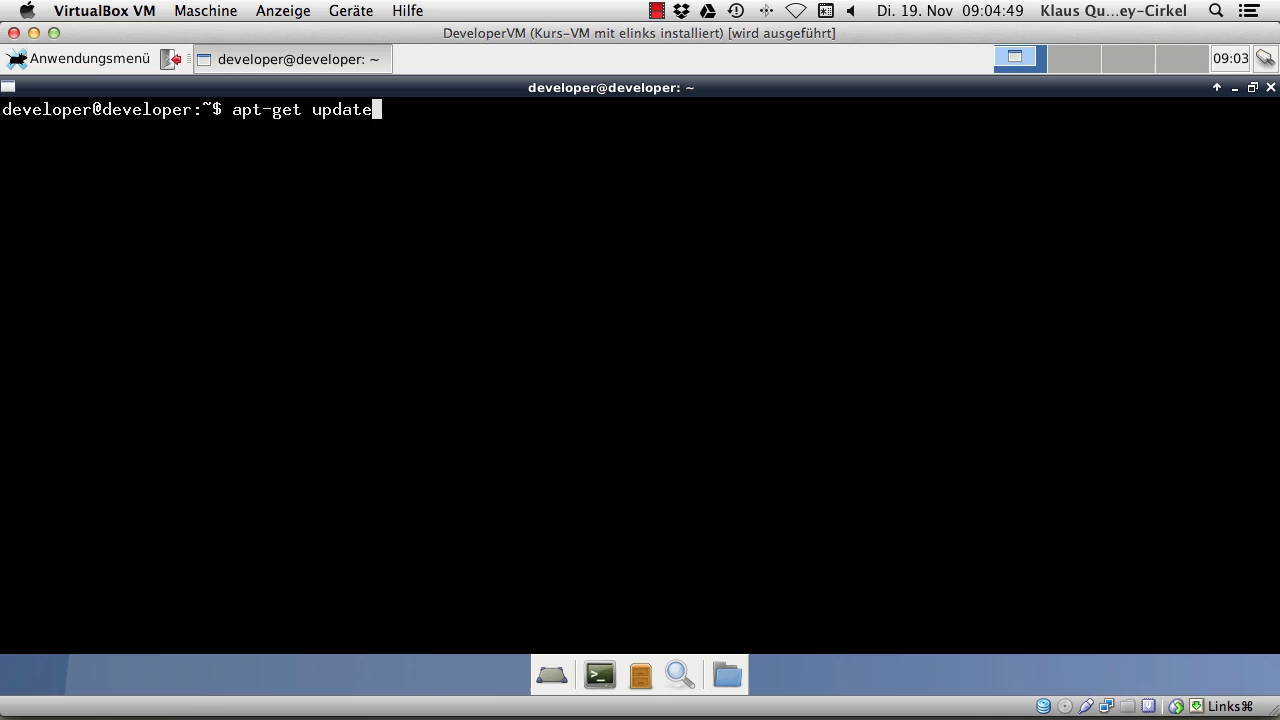 VirtualBox VM Maschine Anzeige Geräte Hilfe Di. 19. Nov 09:04:49 Klaus Qu...ey-Cirkel
DeveloperVM (Kurs-VM mit elinks installiert) [wird ausgeführt]
Anwendungsmenü developer@developer: ~ 09:03
developer@developer: ~
developer@developer:~$ apt-get update
>_
Links⌘